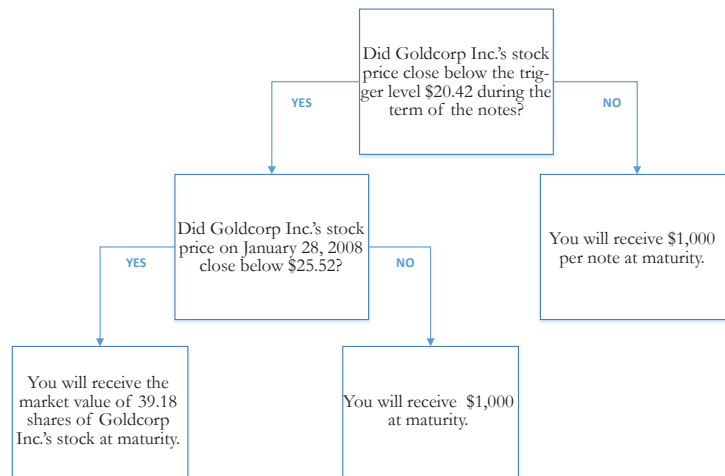 Did Goldcorp Inc.'s stock
price close below the trig-
ger level $20.42 during the
term of the notes?
YES
NO
Did Goldcorp Inc.'s stock
price on January 28, 2008
close below $25.52?
You will receive $1,000
per note at maturity.
YES
NO
You will receive the
market value of 39.18
shares of Goldcorp
Inc.'s stock at maturity.
You will receive $1,000
at maturity.